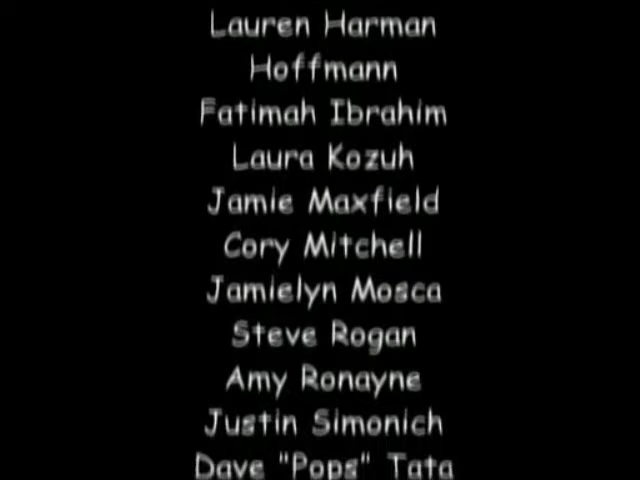 Lauren Harman
Hoffmann
Fatimah Ibrahim
Laura Kozuh
Jamie Maxfield
Cory Mitchell
Jamielyn Mosca
Steve Rogan
Amy Ronayne
Justin Simonich
Dave "Pops" Tata